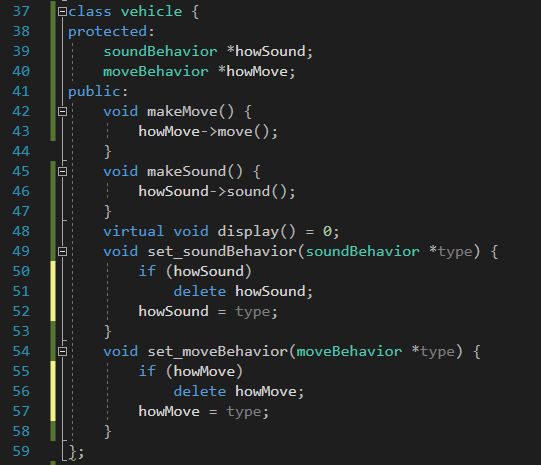 37 class vehicle {
38 protected:
39     soundBehavior *howSound;
40     moveBehavior *howMove;
41 public:
42     void makeMove() {
43         howMove->move();
44     }
45     void makeSound() {
46         howSound->sound();
47     }
48     virtual void display() = 0;
49     void set_soundBehavior(soundBehavior *type) {
50         if (howSound)
51             delete howSound;
52         howSound = type;
53     }
54     void set_moveBehavior(moveBehavior *type) {
55         if (howMove)
56             delete howMove;
57         howMove = type;
58     }
59 };